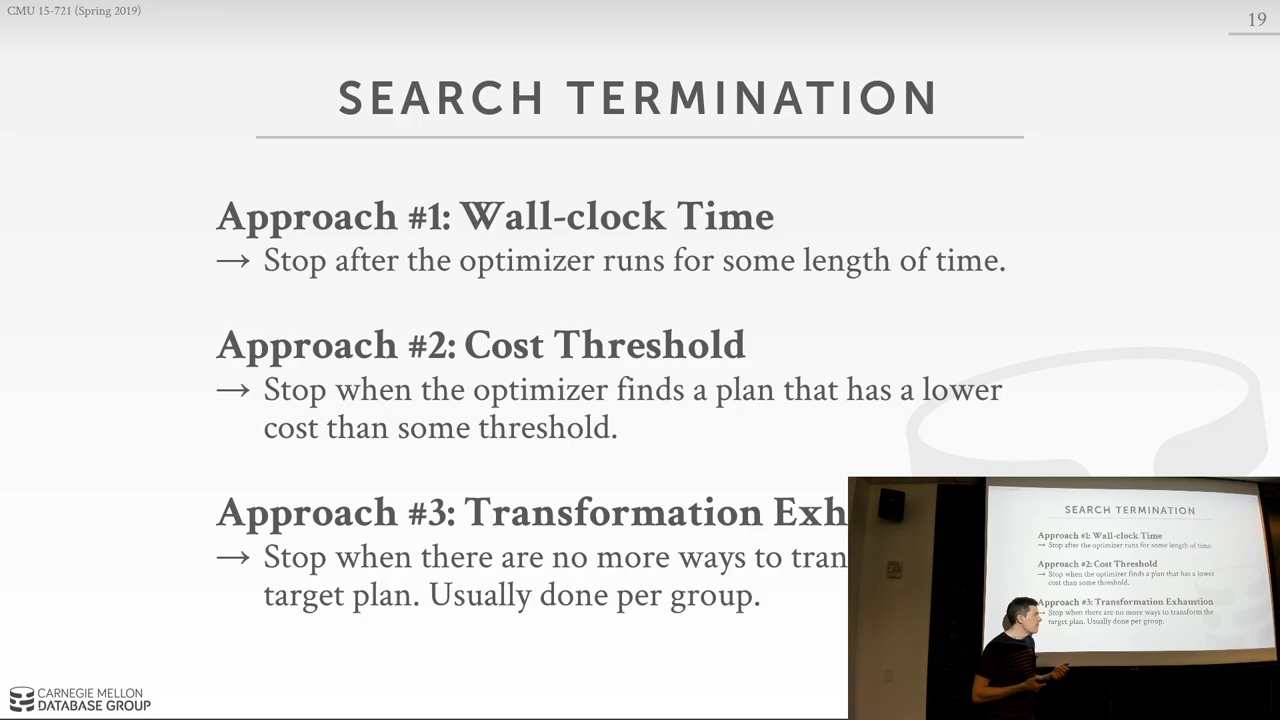 CMU 15-721 (Spring 2019)
19
SEARCH TERMINATION
Approach #1: Wall-clock Time
→ Stop after the optimizer runs for some length of time.
Approach #2: Cost Threshold
→ Stop when the optimizer finds a plan that has a lower
cost than some threshold.
Approach #3: Transformation Exh
→ Stop when there are no more ways to tran
target plan. Usually done per group.
CARNEGIE MELLON
DATABASE GROUP
SEARCH TERMINATION
Approach #1: Wall-clock Time
→ Stop after the optimizer runs for some length of time.
Approach #2: Cost Threshold
→ Stop when the optimizer finds a plan that has a lower
cost than some threshold.
Approach #3: Transformation Exhaustion
→ Stop when there are no more ways to transform the
target plan. Usually done per group.